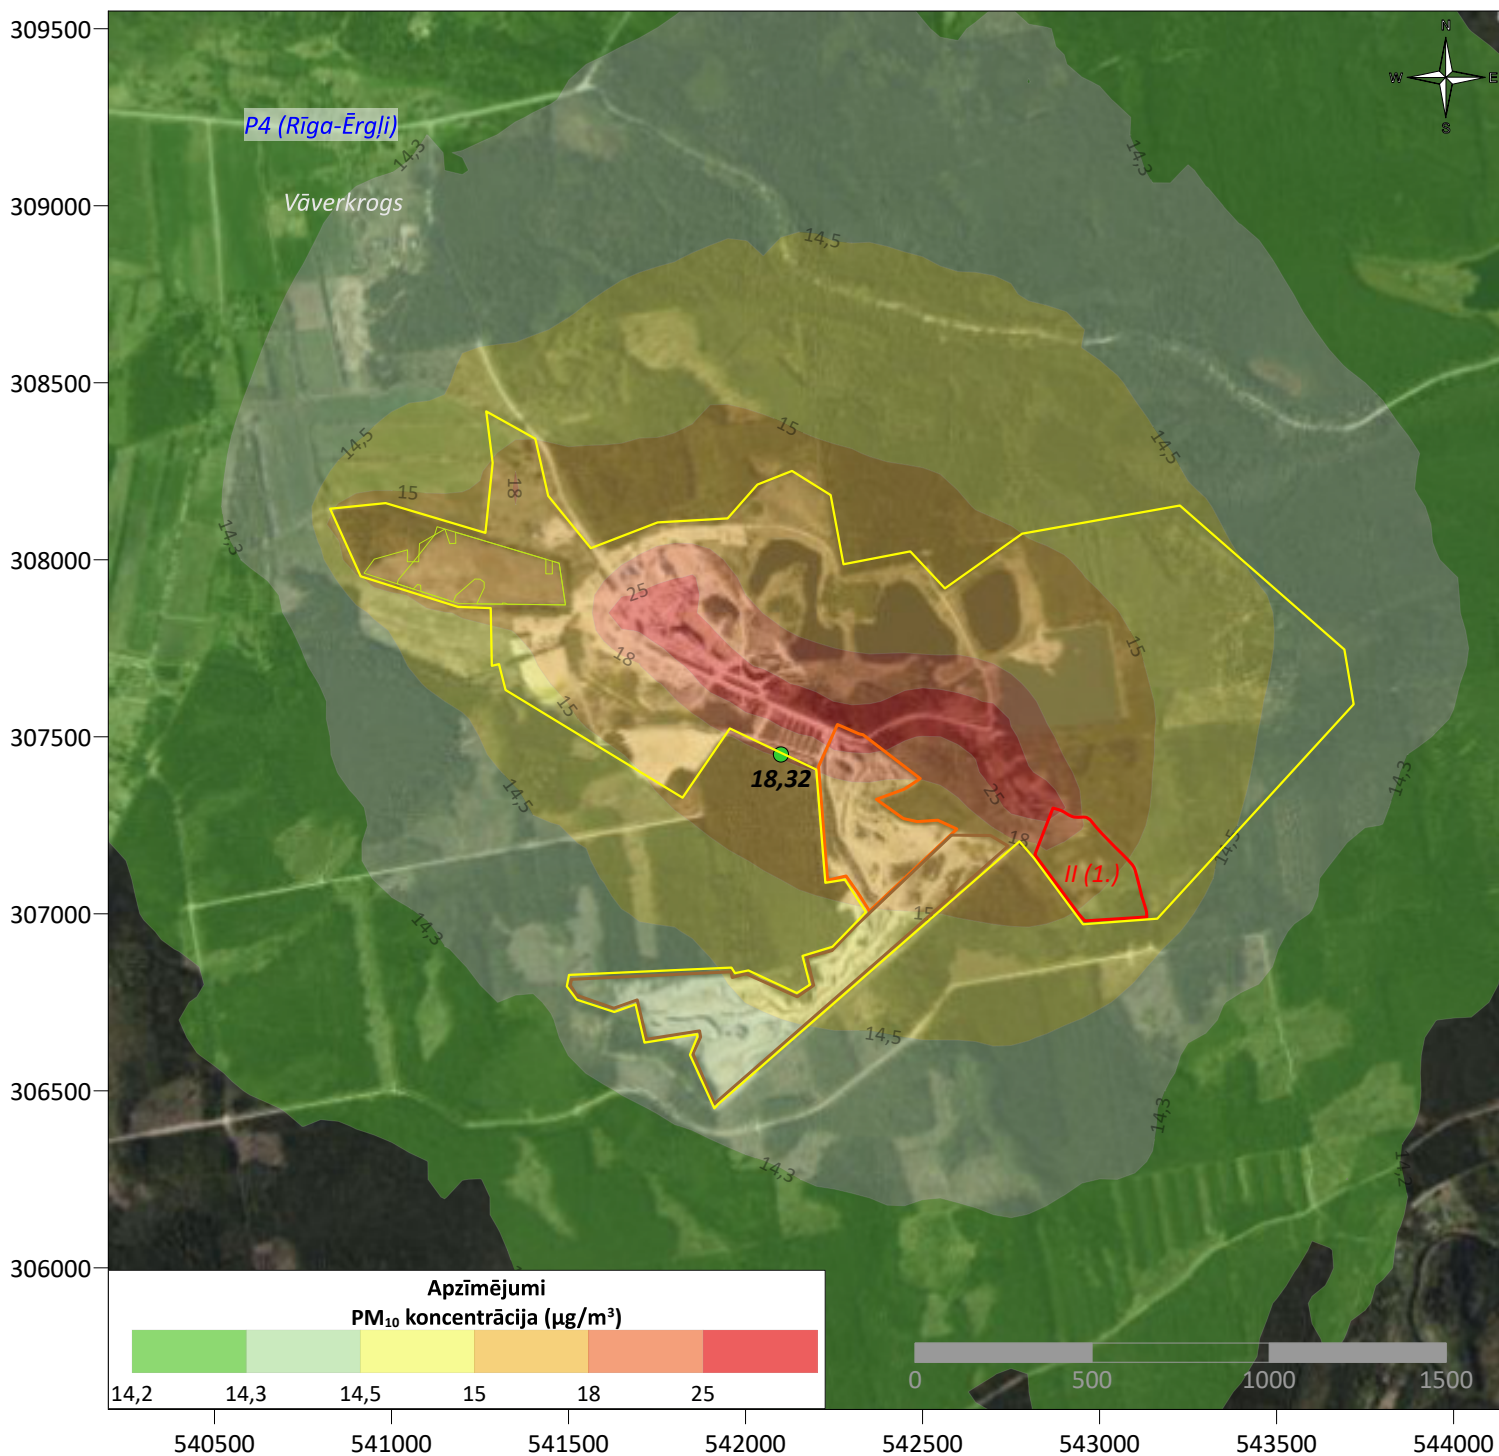 309500
309000
308500
308000
307500
307000
306500
306000
N
W
E
S
P4 (Rīga-Ērgļi)
Vāverkrogs
14,3
14,3
14,5
14,5
14,5
15
15
18
14,3
25
18
15
15
18,32
14,5
25
18
14,3
14,5
II (1.)
15
14,3
14,5
14,3
14,3
14,2
Apzīmējumi
PM₁₀ koncentrācija (µg/m³)
14,2 14,3 14,5 15 18 25
0 500 1000 1500
540500 541000 541500 542000 542500 543000 543500 544000